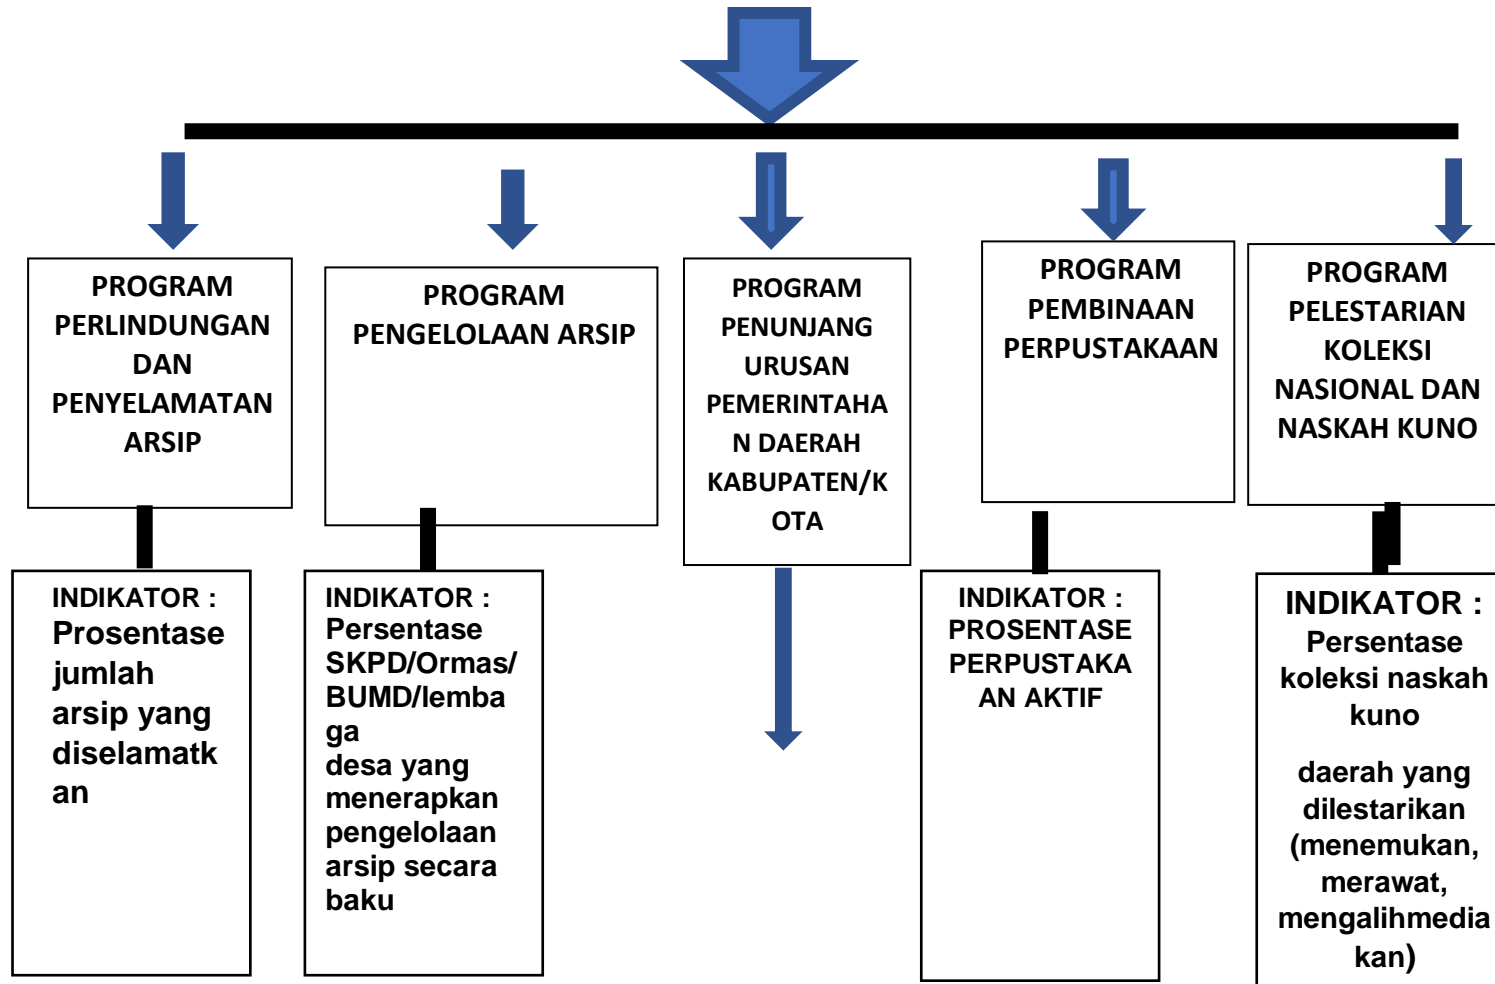 PROGRAM
PERLINDUNGAN
DAN
PENYELAMATAN
ARSIP
PROGRAM
PENGELOLAAN ARSIP
PROGRAM
PENUNJANG
URUSAN
PEMERINTAHA
N DAERAH
KABUPATEN/K
OTA
PROGRAM
PEMBINAAN
PERPUSTAKAAN
PROGRAM
PELESTARIAN
KOLEKSI
NASIONAL DAN
NASKAH KUNO
INDIKATOR :
Prosentase
jumlah
arsip yang
diselamatk
an
INDIKATOR :
Persentase
SKPD/Ormas/
BUMD/lemba
ga
desa yang
menerapkan
pengelolaan
arsip secara
baku
INDIKATOR :
PROSENTASE
PERPUSTAKA
AN AKTIF
INDIKATOR :
Persentase
koleksi naskah
kuno
daerah yang
dilestarikan
(menemukan,
merawat,
mengalihmedia
kan)